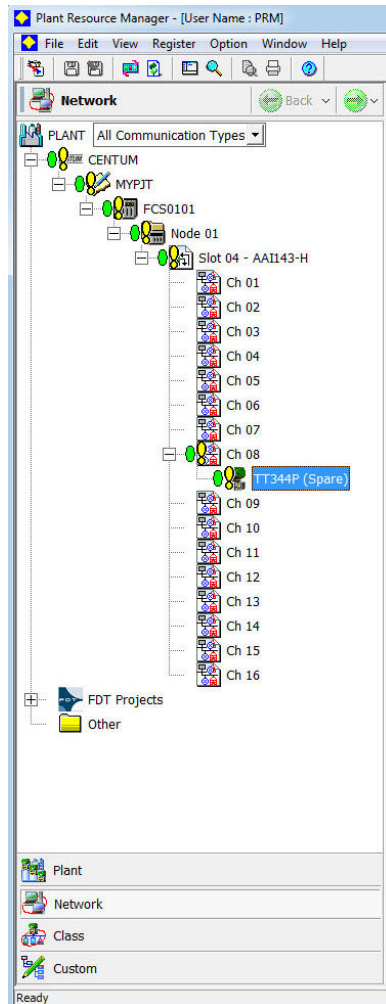 Plant Resource Manager - [User Name : PRM]
File Edit View Register Option Window Help
Network Back
PLANT All Communication Types
CENTUM
MYPJT
FCS0101
Node 01
Slot 04 - AAI143-H
Ch 01
Ch 02
Ch 03
Ch 04
Ch 05
Ch 06
Ch 07
Ch 08
TT344P (Spare)
Ch 09
Ch 10
Ch 11
Ch 12
Ch 13
Ch 14
Ch 15
Ch 16
FDT Projects
Other
Plant
Network
Class
Custom
Ready